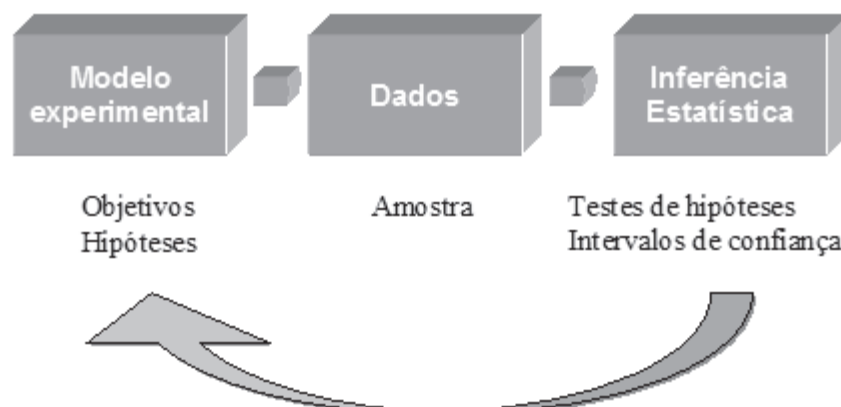 Modelo
experimental
Dados
Inferência
Estatística
Objetivos
Hipóteses
Amostra
Testes de hipóteses
Intervalos de confiança